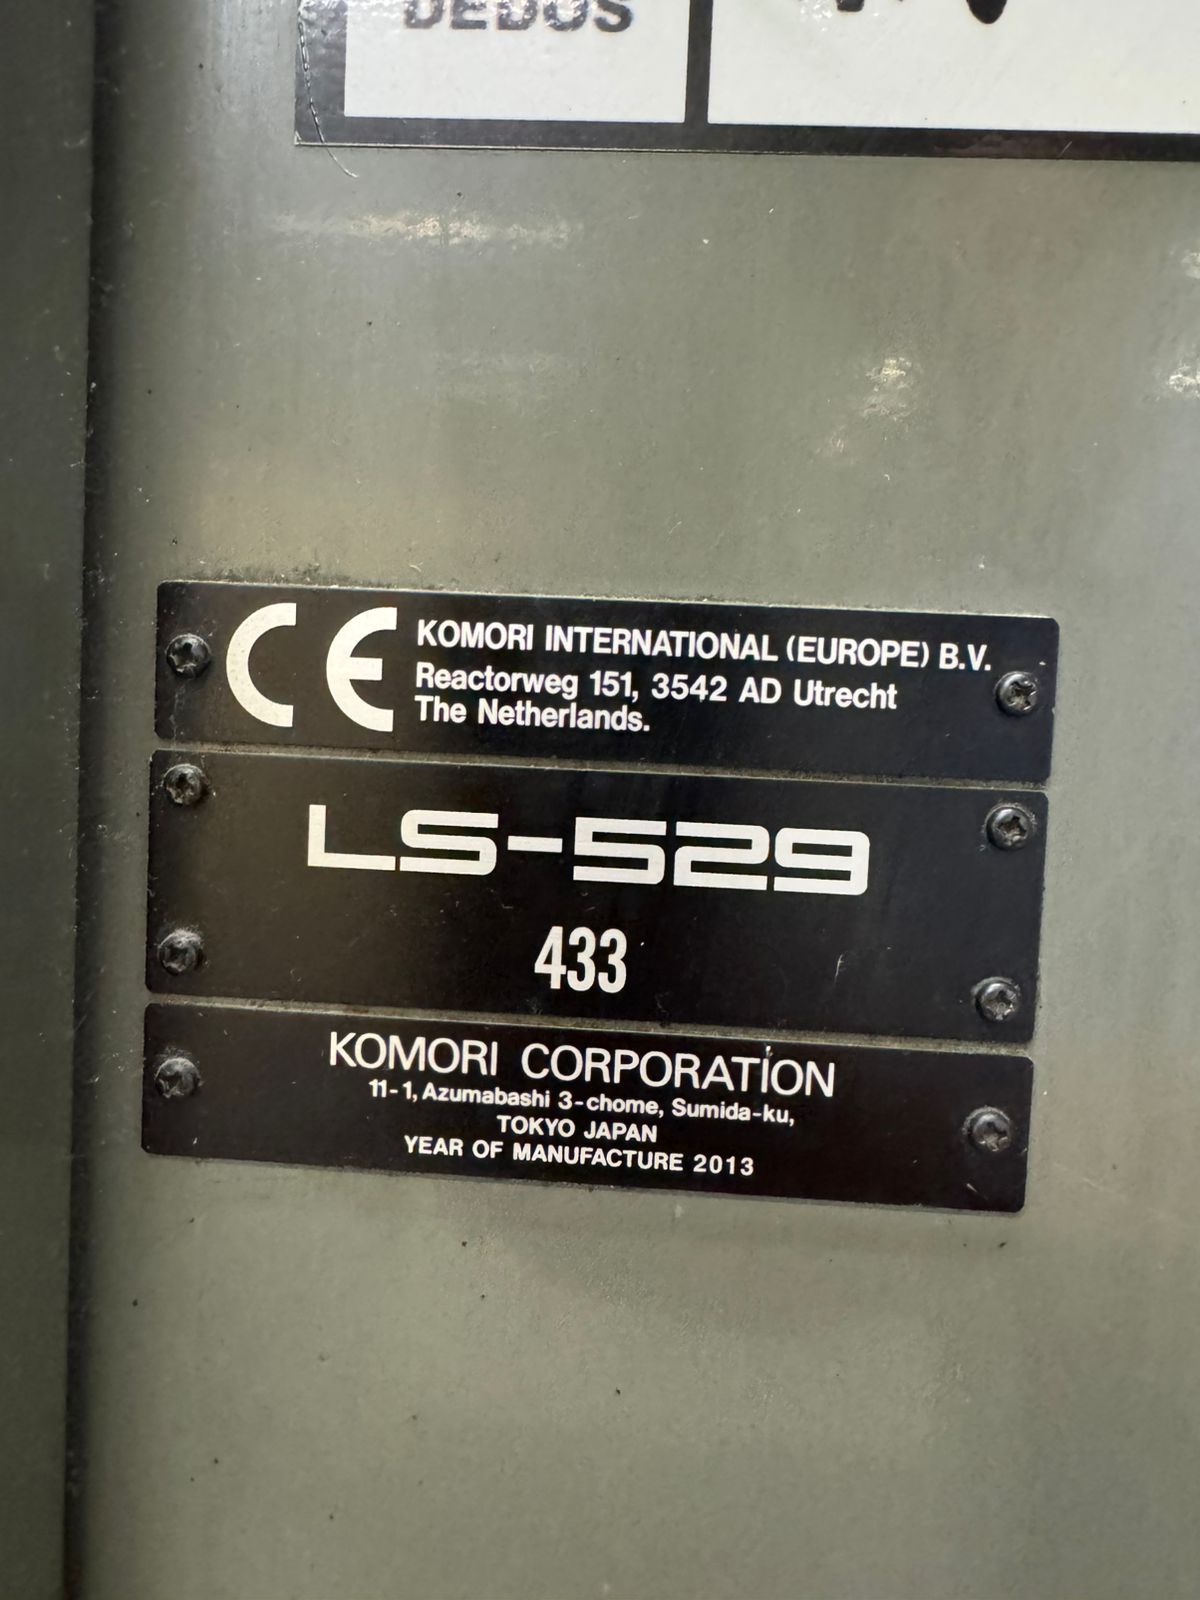 DEDOS
CE
KOMORI INTERNATIONAL (EUROPE) B.V.
Reactorweg 151, 3542 AD Utrecht
The Netherlands.
LS-529
433
KOMORI CORPORATION
11-1, Azumabashi 3-chome, Sumida-ku,
TOKYO JAPAN
YEAR OF MANUFACTURE 2013